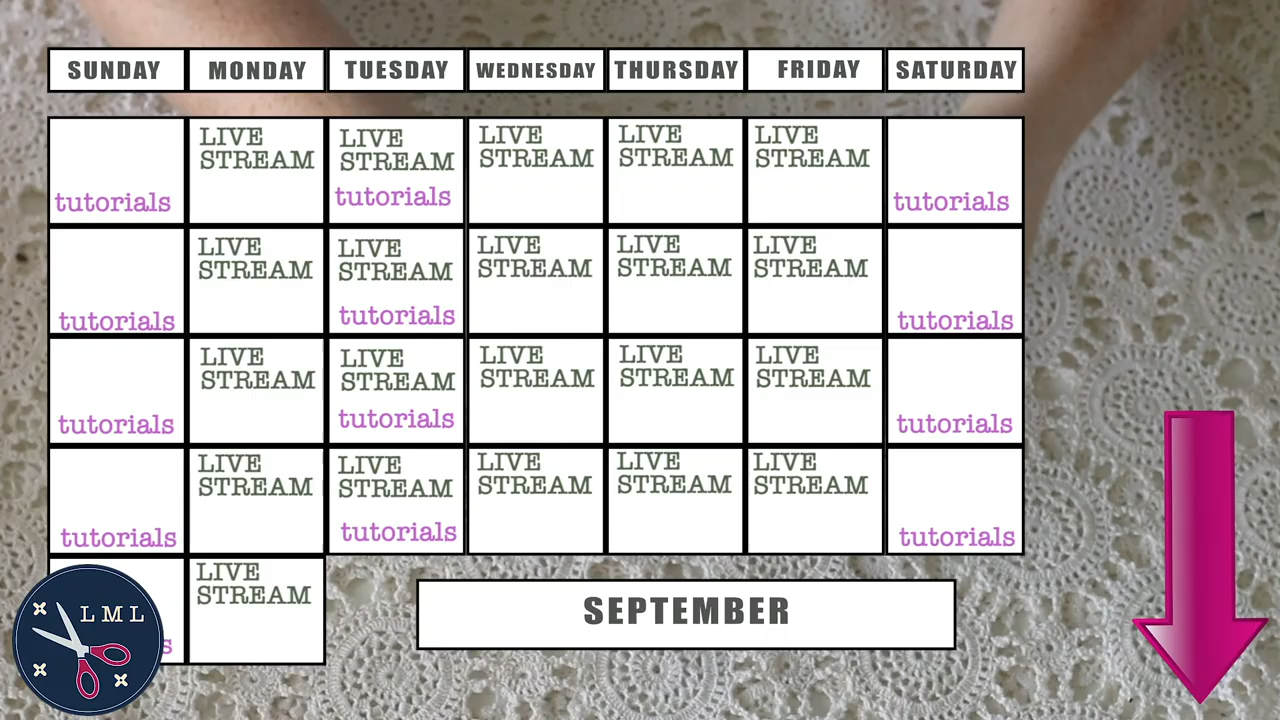 SUNDAY MONDAY TUESDAY WEDNESDAY THURSDAY FRIDAY SATURDAY
LIVE LIVE LIVE LIVE LIVE
STREAM STREAM STREAM STREAM STREAM
tutorials tutorials tutorials
LIVE LIVE LIVE LIVE LIVE
STREAM STREAM STREAM STREAM STREAM
tutorials tutorials tutorials
LIVE LIVE LIVE LIVE LIVE
STREAM STREAM STREAM STREAM STREAM
tutorials tutorials tutorials
LIVE LIVE LIVE LIVE LIVE
STREAM STREAM STREAM STREAM STREAM
tutorials tutorials tutorials
LIVE
STREAM
SEPTEMBER
LML